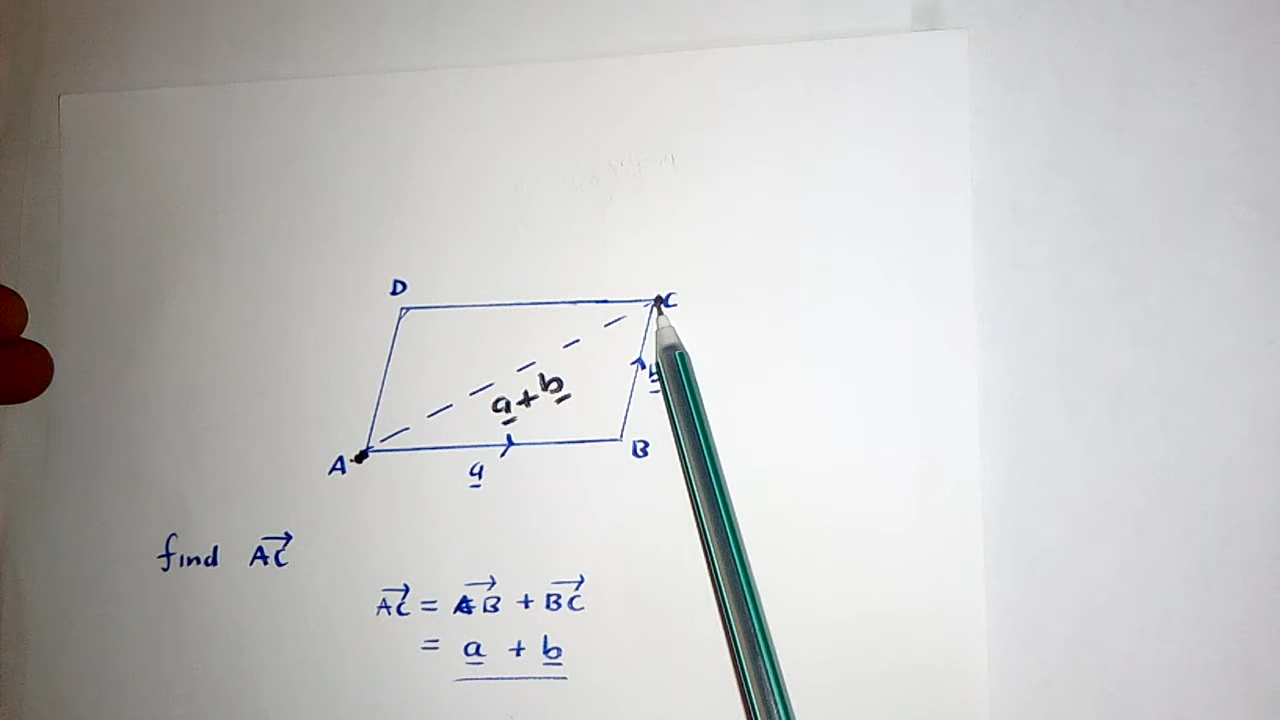 D
C
a + b
b
A
B
a
find AC
AC = AB + BC
= a + b